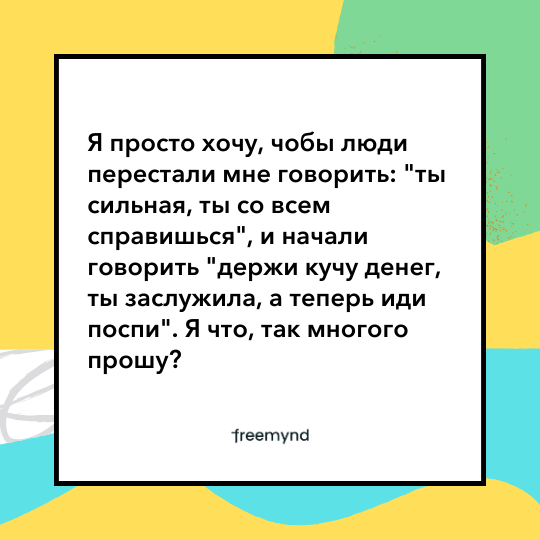 Я просто хочу, чобы люди
перестали мне говорить: "ты
сильная, ты со всем
справишься", и начали
говорить "держи кучу денег,
ты заслужила, а теперь иди
поспи". Я что, так многого
прошу?
freemynd